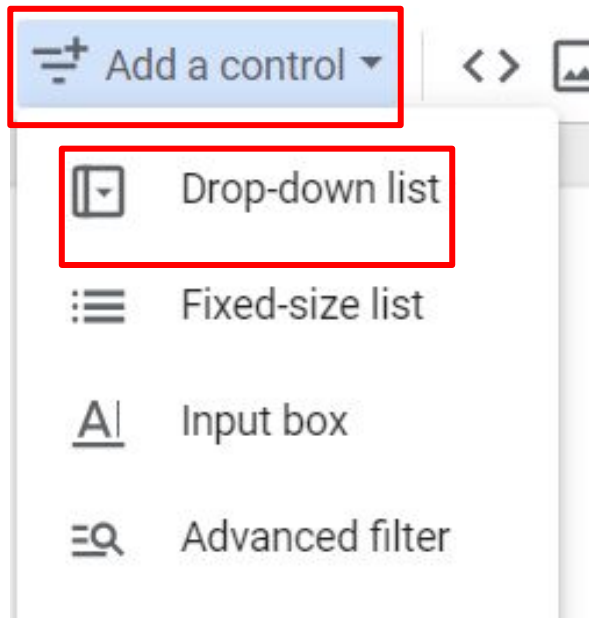 Add a control
Drop-down list
Fixed-size list
Input box
Advanced filter